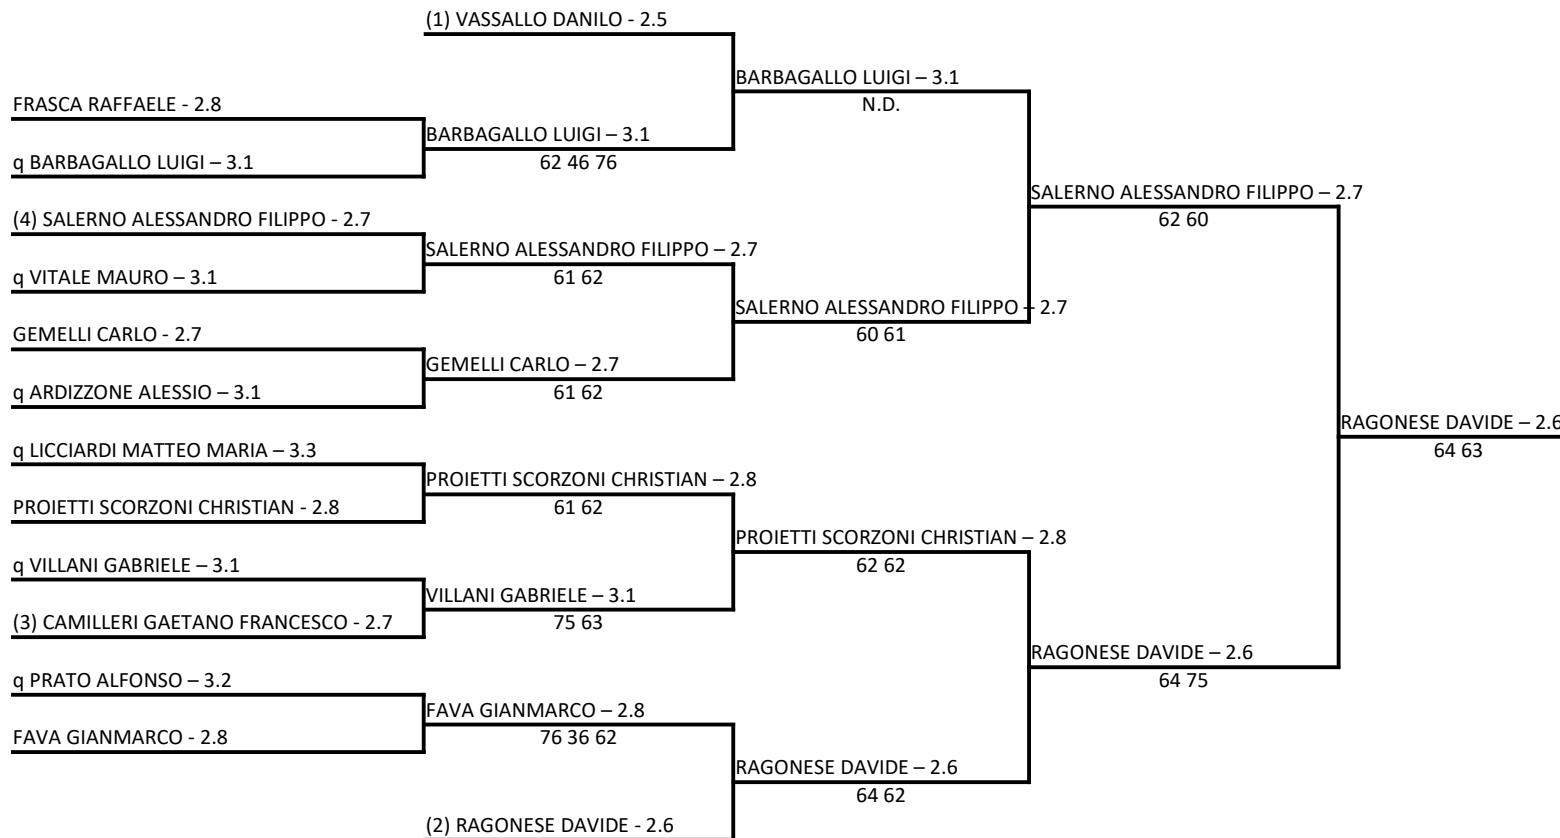 (1) VASSALLO DANILO - 2.5
BARBAGALLO LUIGI – 3.1
FRASCA RAFFAELE - 2.8
N.D.
BARBAGALLO LUIGI – 3.1
q BARBAGALLO LUIGI – 3.1
62 46 76
SALERNO ALESSANDRO FILIPPO – 2.7
(4) SALERNO ALESSANDRO FILIPPO - 2.7
62 60
SALERNO ALESSANDRO FILIPPO – 2.7
q VITALE MAURO – 3.1
61 62
SALERNO ALESSANDRO FILIPPO – 2.7
GEMELLI CARLO - 2.7
60 61
GEMELLI CARLO – 2.7
q ARDIZZONE ALESSIO – 3.1
61 62
RAGONESE DAVIDE – 2.6
q LICCIARDI MATTEO MARIA – 3.3
64 63
PROIETTI SCORZONI CHRISTIAN – 2.8
PROIETTI SCORZONI CHRISTIAN - 2.8
61 62
PROIETTI SCORZONI CHRISTIAN – 2.8
q VILLANI GABRIELE – 3.1
62 62
VILLANI GABRIELE – 3.1
(3) CAMILLERI GAETANO FRANCESCO - 2.7
75 63
RAGONESE DAVIDE – 2.6
q PRATO ALFONSO – 3.2
64 75
FAVA GIANMARCO – 2.8
FAVA GIANMARCO - 2.8
76 36 62
RAGONESE DAVIDE – 2.6
64 62
(2) RAGONESE DAVIDE - 2.6